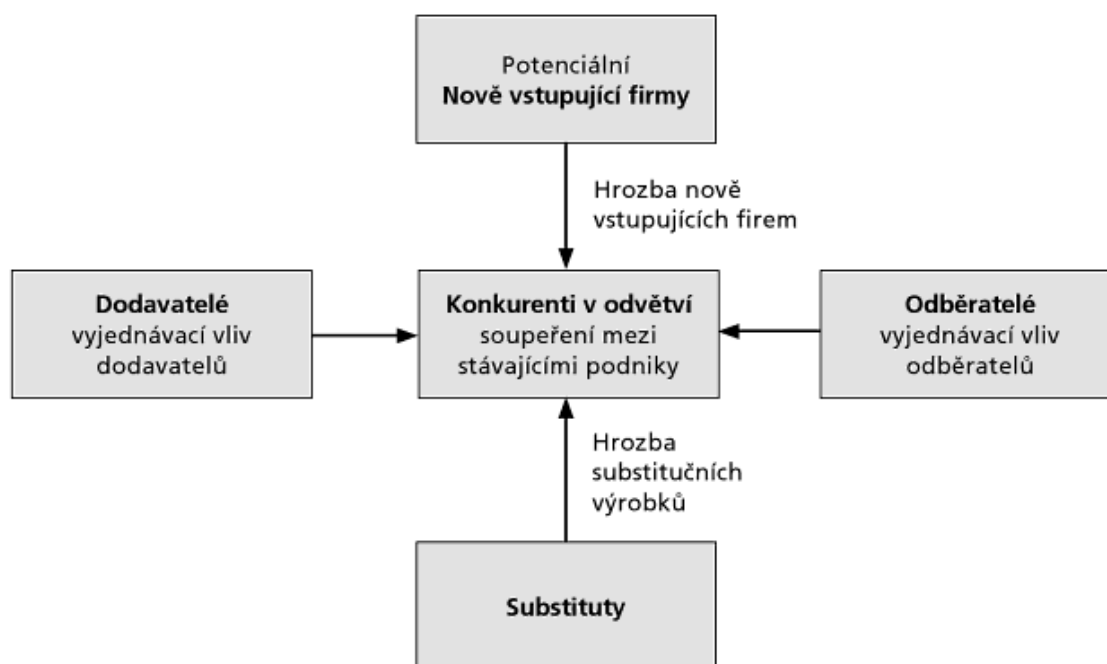 Potenciální
Nově vstupující firmy
Hrozba nově
vstupujících firem
Dodavatelé
vyjednávací vliv
dodavatelů
Konkurenti v odvětví
soupeření mezi
stávajícími podniky
Odběratelé
vyjednávací vliv
odběratelů
Hrozba
substitučních
výrobků
Substituty